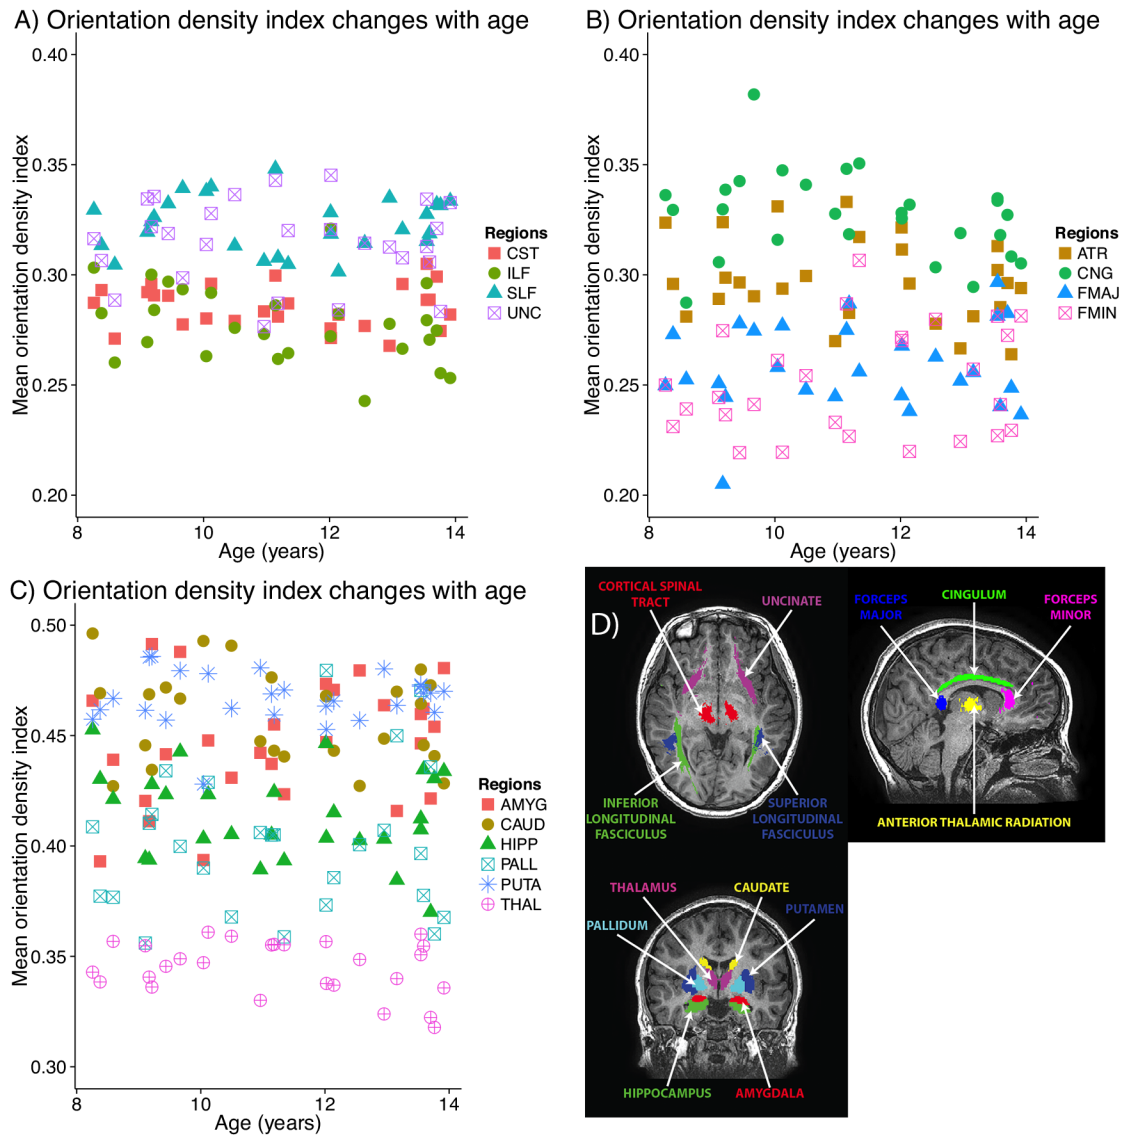 A) Orientation density index changes with age
Mean orientation density index
0.40
0.35
0.30
0.25
0.20
8
10
12
14
Age (years)
Regions
CST
ILF
SLF
UNC
B) Orientation density index changes with age
Mean orientation density index
0.40
0.35
0.30
0.25
0.20
8
10
12
14
Age (years)
Regions
ATR
CNG
FMAJ
FMIN
C) Orientation density index changes with age
Mean orientation density index
0.50
0.45
0.40
0.35
0.30
8
10
12
14
Age (years)
Regions
AMYG
CAUD
HIPP
PALL
PUTA
THAL
D)
CORTICAL SPINAL
TRACT
UNCINATE
INFERIOR
LONGITUDINAL
FASCICULUS
SUPERIOR
LONGITUDINAL
FASCICULUS
FORCEPS
MAJOR
CINGULUM
FORCEPS
MINOR
ANTERIOR THALAMIC RADIATION
THALAMUS
CAUDATE
PUTAMEN
PALLIDUM
HIPPOCAMPUS
AMYGDALA